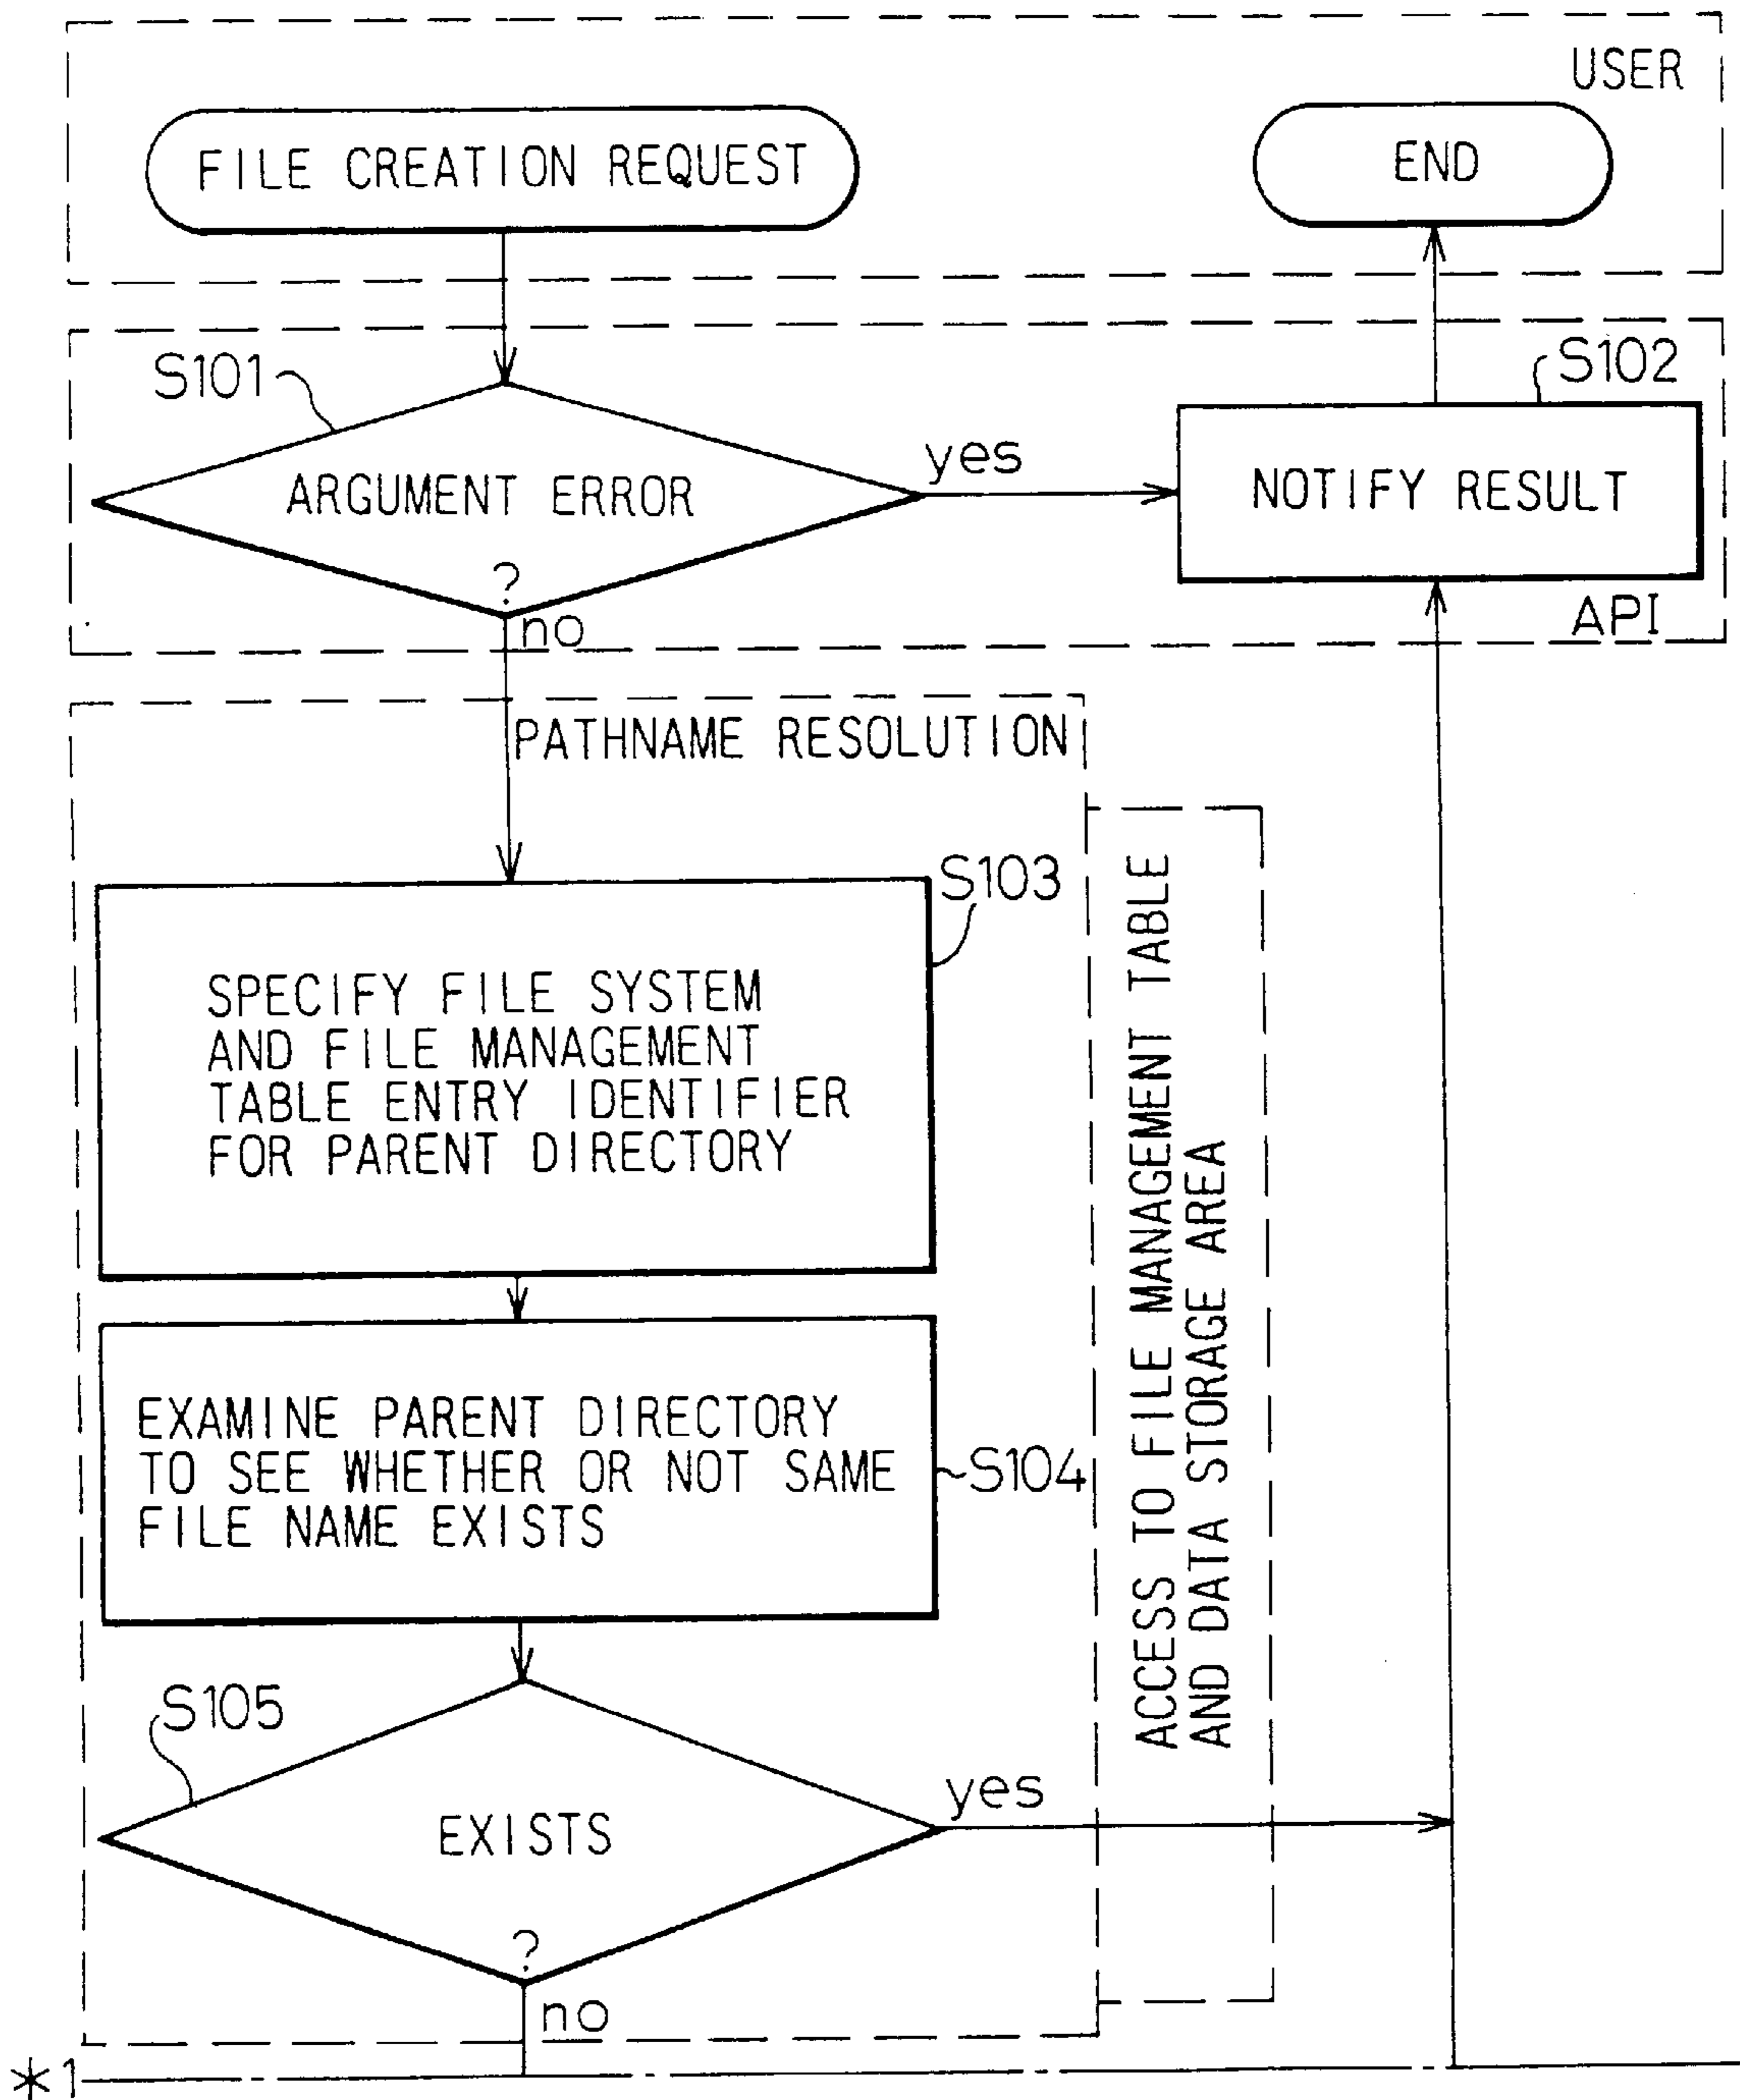 USER
FILE CREATION REQUEST
END
S101
S102
ARGUMENT ERROR
?
yes
NOTIFY RESULT
no
API
PATHNAME RESOLUTION
S103
SPECIFY FILE SYSTEM
AND FILE MANAGEMENT
TABLE ENTRY IDENTIFIER
FOR PARENT DIRECTORY
EXAMINE PARENT DIRECTORY
TO SEE WHETHER OR NOT SAME
FILE NAME EXISTS
S104
ACCESS TO FILE MANAGEMENT TABLE
AND DATA STORAGE AREA
S105
EXISTS
?
yes
no
*1